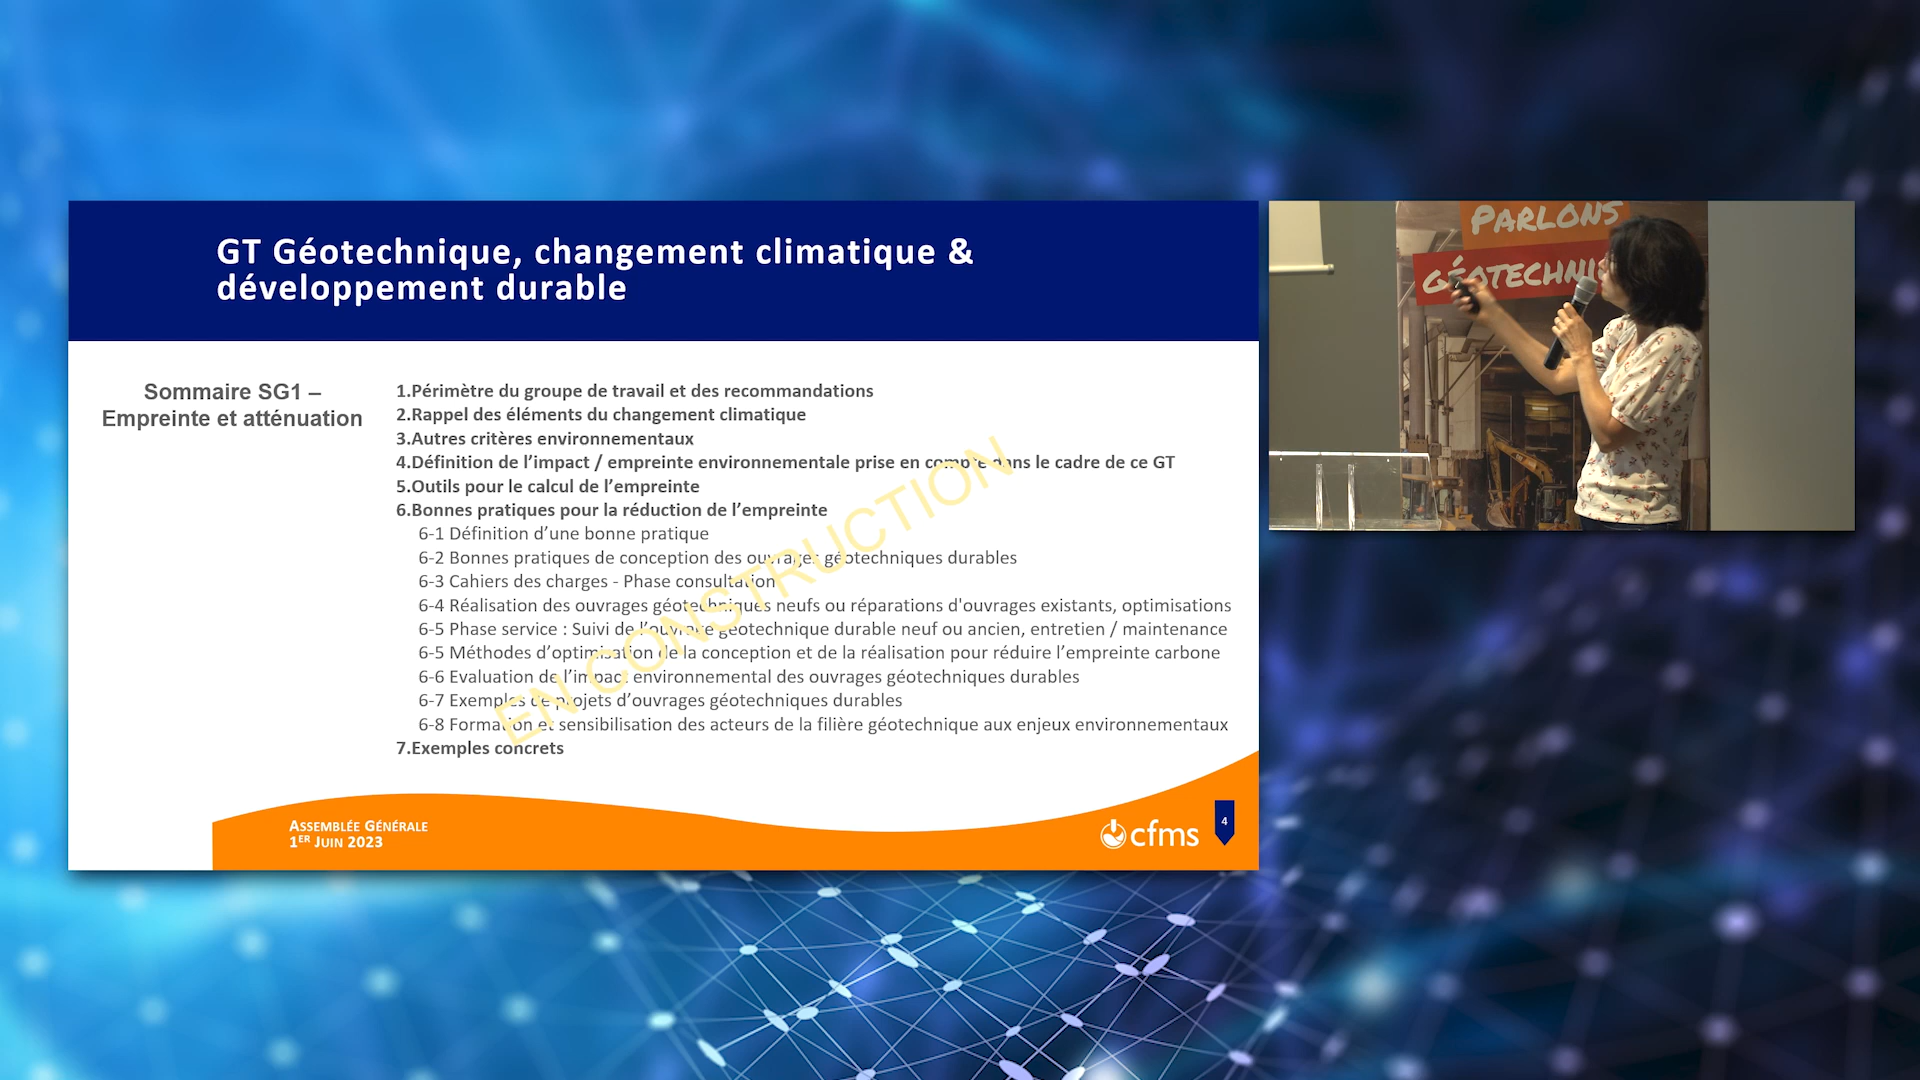 GT Géotechnique, changement climatique &
développement durable
Sommaire SG1 –
Empreinte et atténuation
1.Périmètre du groupe de travail et des recommandations
2.Rappel des éléments du changement climatique
3.Autres critères environnementaux
4.Définition de l’impact / empreinte environnementale prise en compte dans le cadre de ce GT
5.Outils pour le calcul de l’empreinte
6.Bonnes pratiques pour la réduction de l’empreinte
6-1 Définition d’une bonne pratique
6-2 Bonnes pratiques de conception des ouvrages géotechniques durables
6-3 Cahiers des charges - Phase consultation
6-4 Réalisation des ouvrages géotechniques neufs ou réparations d'ouvrages existants, optimisations
6-5 Phase service : Suivi de l’ouvrage géotechnique durable neuf ou ancien, entretien / maintenance
6-5 Méthodes d’optimisation de la conception et de la réalisation pour réduire l’empreinte carbone
6-6 Evaluation de l’impact environnemental des ouvrages géotechniques durables
6-7 Exemples de projets d’ouvrages géotechniques durables
6-8 Formation et sensibilisation des acteurs de la filière géotechnique aux enjeux environnementaux
7.Exemples concrets
EN CONSTRUCTION
ASSEMBLÉE GÉNÉRALE
1ER JUIN 2023
cfms
4
PARLONS
GÉOTECHNI